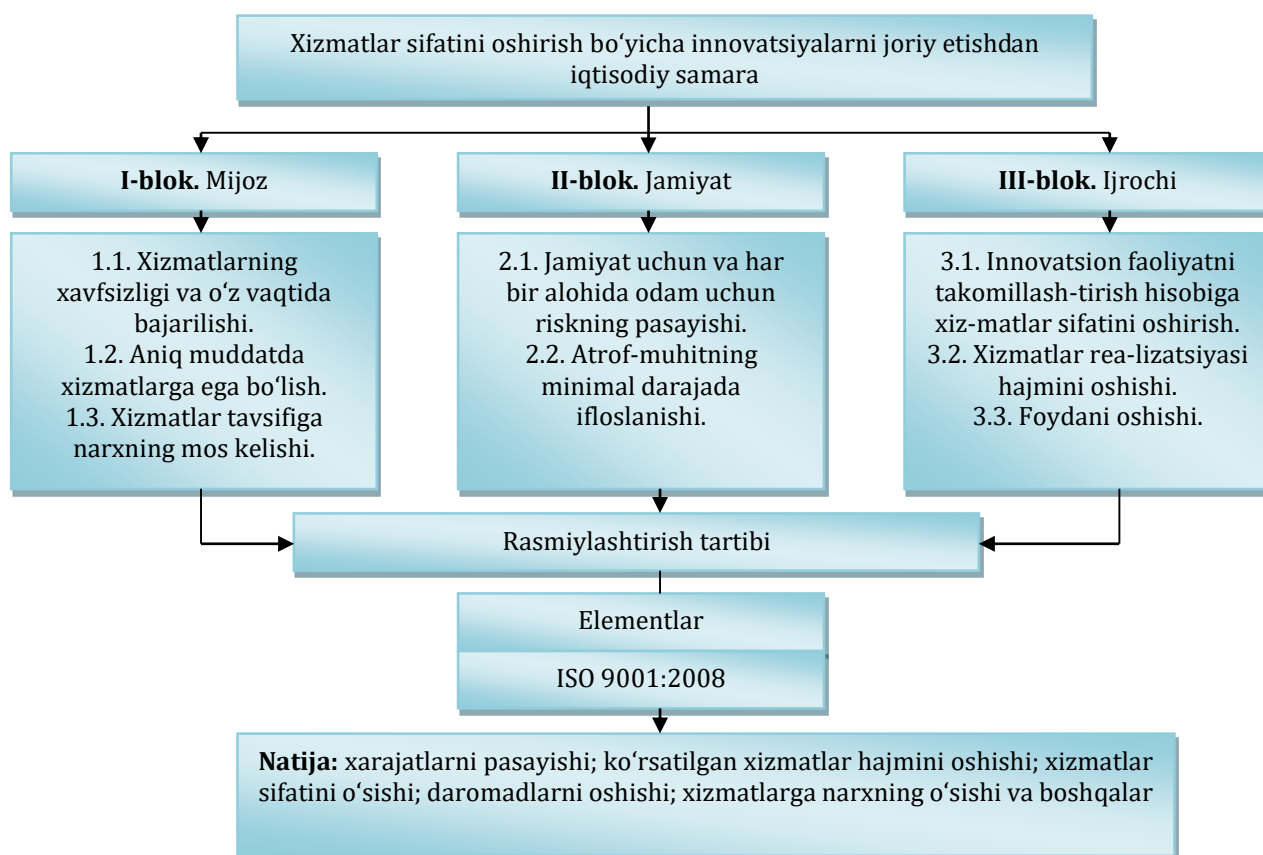 Xizmatlar sifatini oshirish bo‘yicha innovatsiyalarni joriy etishdan
iqtisodiy samara
I-blok. Mijoz
II-blok. Jamiyat
III-blok. Ijrochi
1.1. Xizmatlarning
xavfsizligi va o‘z vaqtida
bajarilishi.
1.2. Aniq muddatda
xizmatlarga ega bo‘lish.
1.3. Xizmatlar tavsifiga
narxning mos kelishi.
2.1. Jamiyat uchun va har
bir alohida odam uchun
riskning pasayishi.
2.2. Atrof-muhitning
minimal darajada
ifloslanishi.
3.1. Innovatsion faoliyatni
takomillash-tirish hisobiga
xiz-matlar sifatini oshirish.
3.2. Xizmatlar rea-lizatsiyasi
hajmini oshishi.
3.3. Foydani oshishi.
Rasmiylashtirish tartibi
Elementlar
ISO 9001:2008
Natija: xarajatlarni pasayishi; ko‘rsatilgan xizmatlar hajmini oshishi; xizmatlar
sifatini o‘sishi; daromadlarni oshishi; xizmatlarga narxning o‘sishi va boshqalar